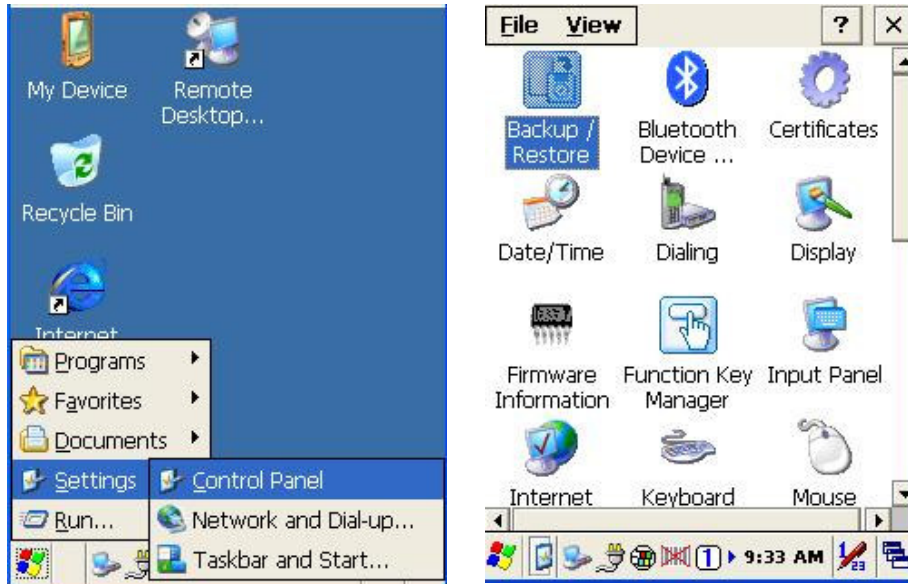 My Device
Remote
Desktop...
Recycle Bin
Internet
Programs
Favorites
Documents
Settings
Run...
Control Panel
Network and Dial-up...
Taskbar and Start...
File View ? ×
Backup /
Restore
Bluetooth
Device ...
Certificates
Date/Time
Dialing
Display
Firmware
Information
Function Key
Manager
Input Panel
Internet
Keyboard
Mouse
1 9:33 AM